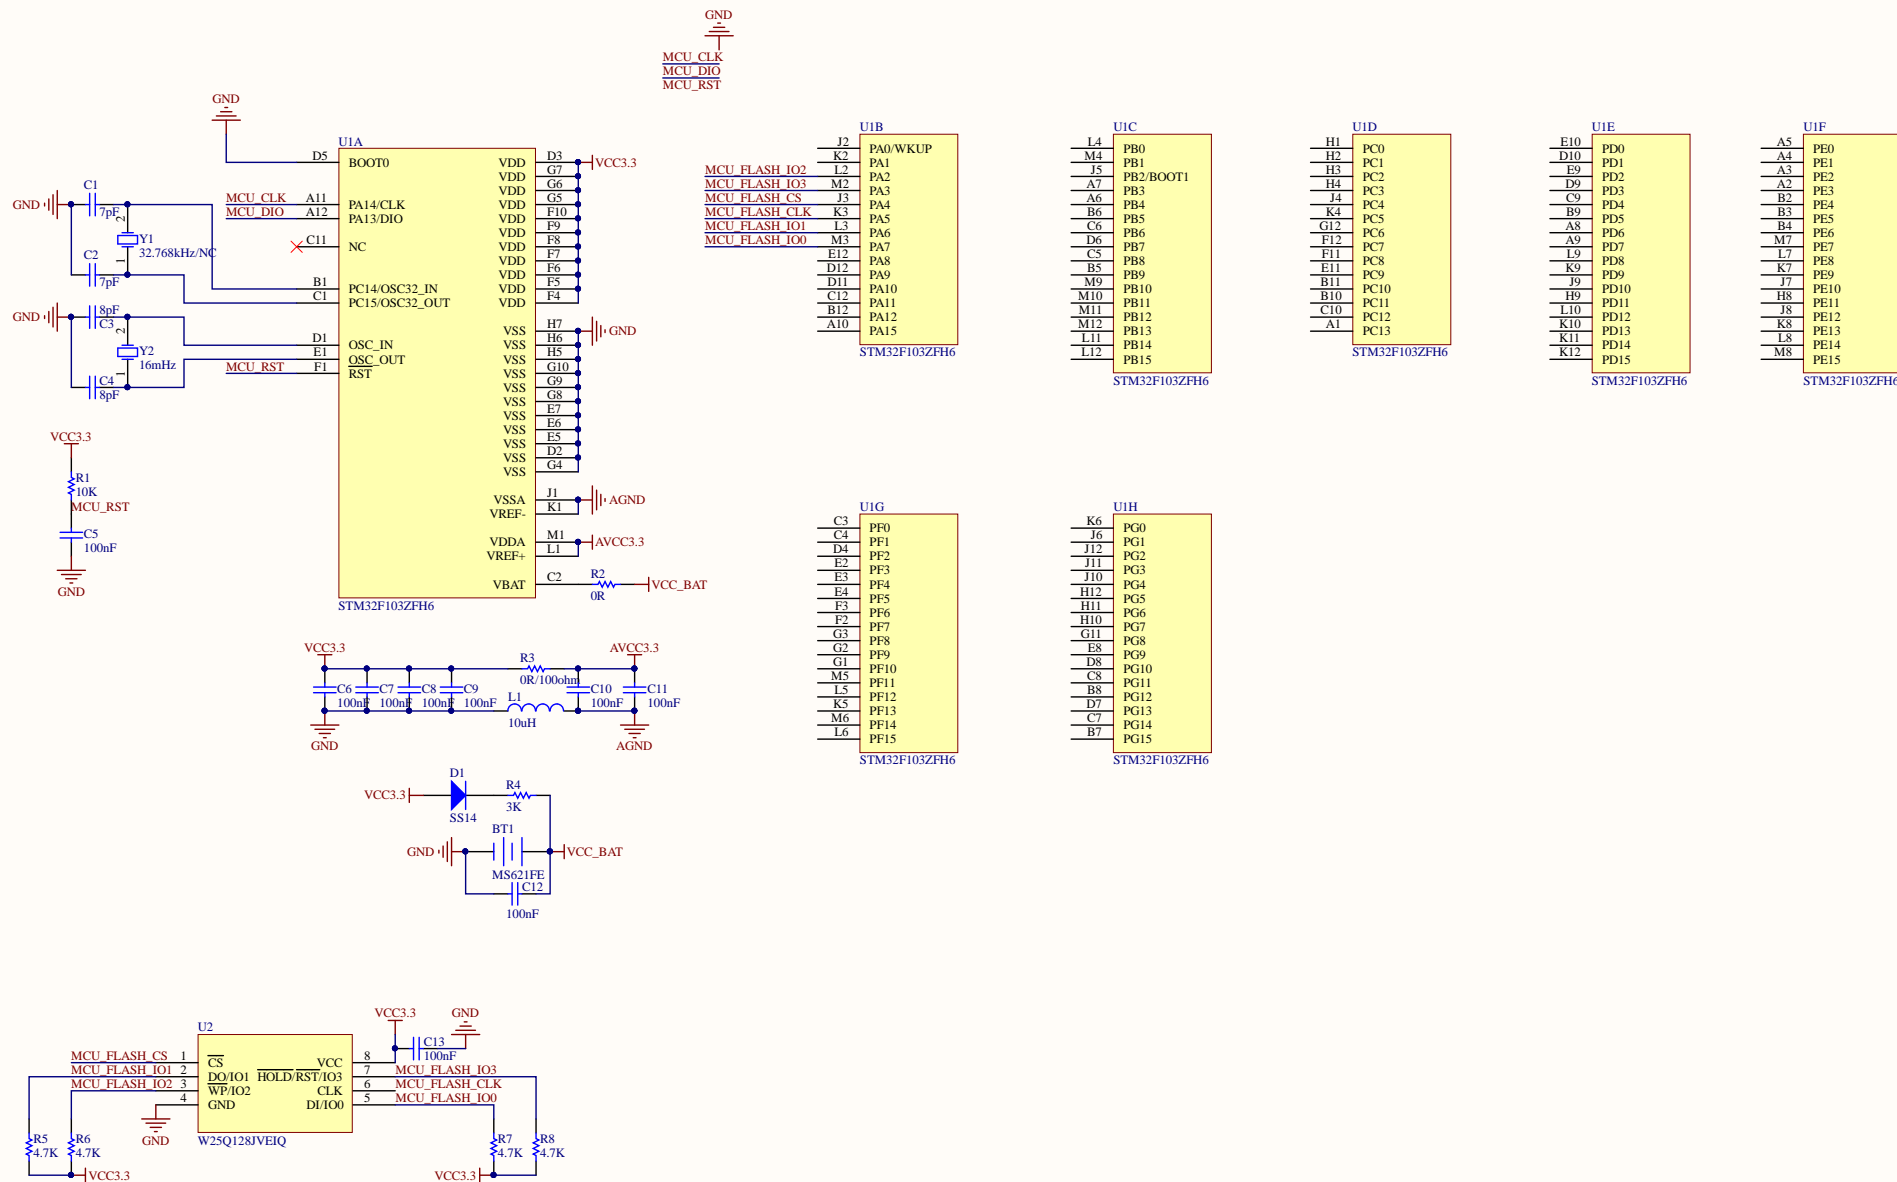 GND
MCU_CLK
MCU_DIO
MCU_RST
GND
U1A
D5 BOOT0
MCU_CLK A11 PA14/CLK
MCU_DIO A12 PA13/DIO
C11 NC
B1 PC14/OSC32_IN
C1 PC15/OSC32_OUT
D1 OSC_IN
E1 OSC_OUT
MCU_RST F1 RST
VDD D3 VCC3.3
VDD G7
VDD G6
VDD G5
VDD F10
VDD F9
VDD F8
VDD F7
VDD F6
VDD F5
VDD F4
VSS H7 GND
VSS H6
VSS H5
VSS G10
VSS G9
VSS G8
VSS E7
VSS E6
VSS E5
VSS D2
VSS G4
VSSA J1 AGND
VREF- K1
VDDA M1 AVCC3.3
VREF+ L1
VBAT C2 R2 VCC_BAT
0R
STM32F103ZFH6
C1
GND 7pF
2
Y1
32.768kHz/NC
1
C2
7pF
8pF
GND C3
2
Y2
16mHz
1
C4
8pF
VCC3.3
R1
10K
MCU_RST
C5
100nF
GND
U1B
J2 PA0/WKUP
K2 PA1
MCU_FLASH_IO2 L2 PA2
MCU_FLASH_IO3 M2 PA3
MCU_FLASH_CS J3 PA4
MCU_FLASH_CLK K3 PA5
MCU_FLASH_IO1 L3 PA6
MCU_FLASH_IO0 M3 PA7
E12 PA8
D12 PA9
D11 PA10
C12 PA11
B12 PA12
A10 PA15
STM32F103ZFH6
U1C
L4 PB0
M4 PB1
J5 PB2/BOOT1
A7 PB3
A6 PB4
B6 PB5
C6 PB6
D6 PB7
C5 PB8
B5 PB9
M9 PB10
M10 PB11
M11 PB12
M12 PB13
L11 PB14
L12 PB15
STM32F103ZFH6
U1D
H1 PC0
H2 PC1
H3 PC2
H4 PC3
J4 PC4
K4 PC5
G12 PC6
F12 PC7
F11 PC8
E11 PC9
B11 PC10
B10 PC11
C10 PC12
A1 PC13
STM32F103ZFH6
U1E
E10 PD0
D10 PD1
E9 PD2
D9 PD3
C9 PD4
B9 PD5
A8 PD6
A9 PD7
L9 PD8
K9 PD9
J9 PD10
H9 PD11
L10 PD12
K10 PD13
K11 PD14
K12 PD15
STM32F103ZFH6
U1F
A5 PE0
A4 PE1
A3 PE2
A2 PE3
B2 PE4
B3 PE5
B4 PE6
M7 PE7
L7 PE8
K7 PE9
J7 PE10
H8 PE11
J8 PE12
K8 PE13
L8 PE14
M8 PE15
STM32F103ZFH6
U1G
C3 PF0
C4 PF1
D4 PF2
E2 PF3
E3 PF4
E4 PF5
F3 PF6
F2 PF7
G3 PF8
G2 PF9
G1 PF10
M5 PF11
L5 PF12
K5 PF13
M6 PF14
L6 PF15
STM32F103ZFH6
U1H
K6 PG0
J6 PG1
J12 PG2
J11 PG3
J10 PG4
H12 PG5
H11 PG6
H10 PG7
G11 PG8
E8 PG9
D8 PG10
C8 PG11
B8 PG12
D7 PG13
C7 PG14
B7 PG15
STM32F103ZFH6
VCC3.3 AVCC3.3
R3
0R/100ohm
C6 C7 C8 C9 C10 C11
100nF 100nF 100nF 100nF 100nF 100nF
L1
10uH
GND AGND
D1
VCC3.3 R4
3K
SS14
BT1
GND VCC_BAT
MS621FE
C12
100nF
VCC3.3 GND
U2
C13
100nF
MCU_FLASH_CS 1 CS VCC 8
MCU_FLASH_IO1 2 DO/IO1 HOLD/RST/IO3 7 MCU_FLASH_IO3
MCU_FLASH_IO2 3 WP/IO2 CLK 6 MCU_FLASH_CLK
4 GND DI/IO0 5 MCU_FLASH_IO0
GND W25Q128JVEIQ
R5 R6 R7 R8
4.7K 4.7K 4.7K 4.7K
VCC3.3 VCC3.3